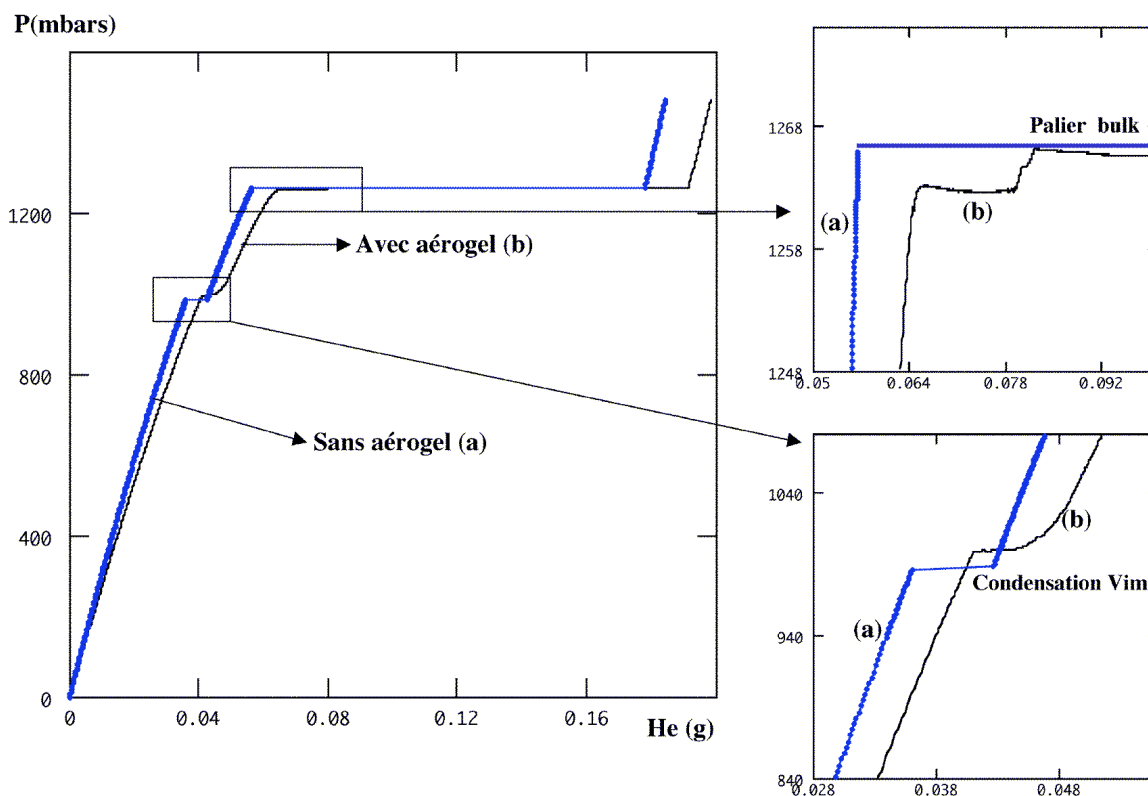 P(mbars)
1200
800
400
0
0
0.04
0.08
0.12
0.16
He (g)
Avec aérogel (b)
Sans aérogel (a)
1268
1258
1248
0.05
0.064
0.078
0.092
Palier bulk
(a)
(b)
1040
940
840
0.028
0.038
0.048
(b)
Condensation Vim
(a)